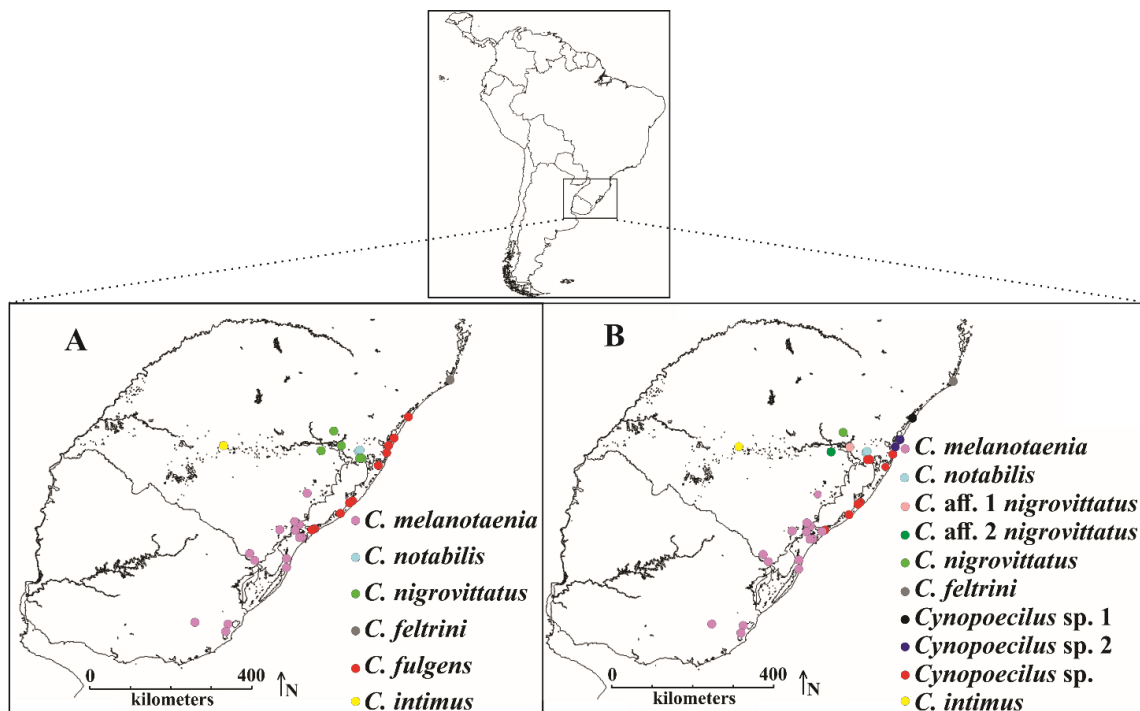 A
C. melanotaenia
C. notabilis
C. nigrovittatus
C. feltrini
C. fulgens
C. intimus
0 400
kilometers
N
B
C. melanotaenia
C. notabilis
C. aff. 1 nigrovittatus
C. aff. 2 nigrovittatus
C. nigrovittatus
C. feltrini
Cynopoecilus sp. 1
Cynopoecilus sp. 2
Cynopoecilus sp.
C. intimus
0 400
kilometers
N